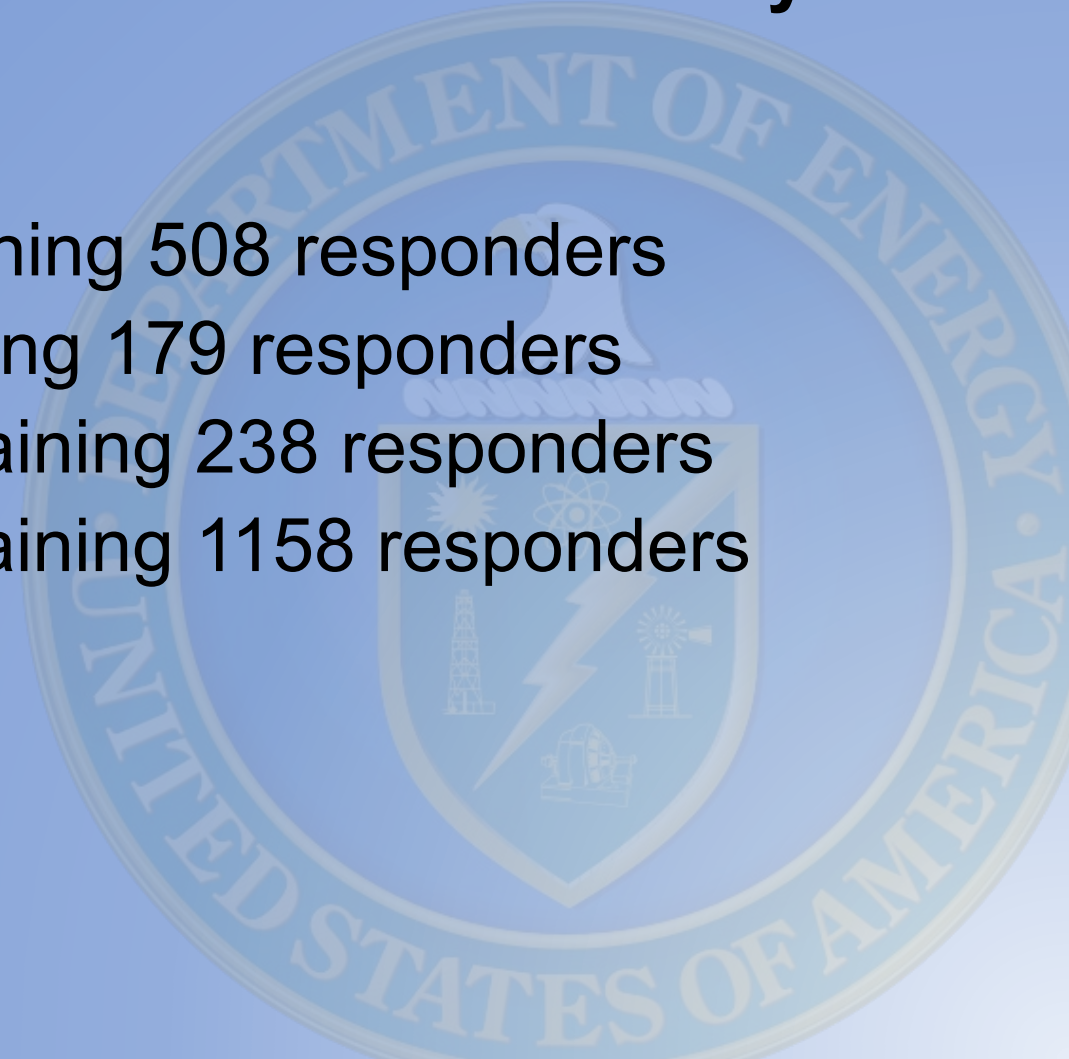 y
ning 508 responders
ng 179 responders
aining 238 responders
aining 1158 responders
DEPARTMENT OF ENERGY
UNITED STATES OF AMERICA